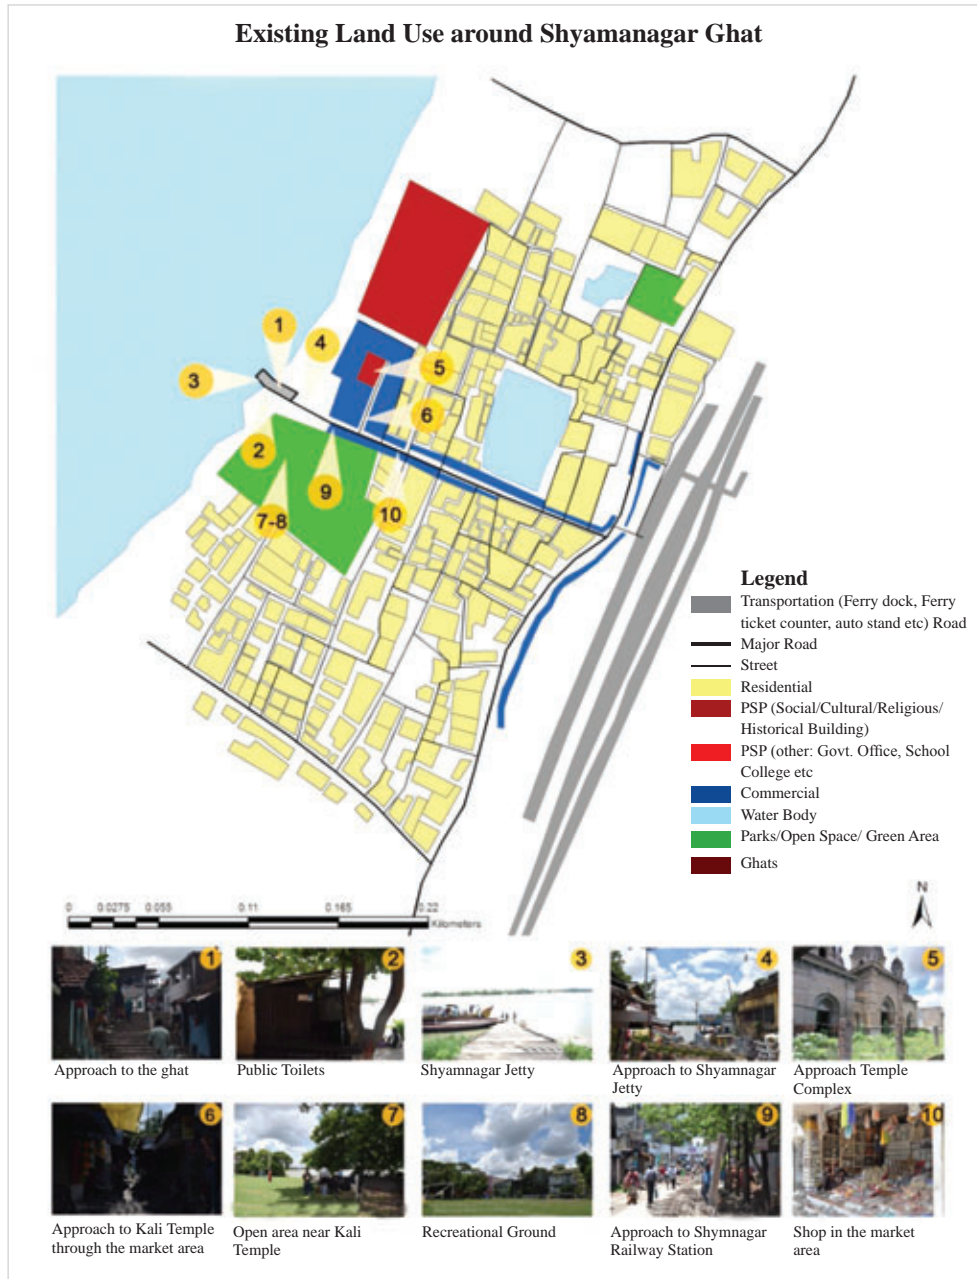 Existing Land Use around Shyamanagar Ghat
1
3
4
5
6
2
9
7-8
10
Legend
Transportation (Ferry dock, Ferry
ticket counter, auto stand etc) Road
Major Road
Street
Residential
PSP (Social/Cultural/Religious/
Historical Building)
PSP (other: Govt. Office, School
College etc
Commercial
Water Body
Parks/Open Space/ Green Area
Ghats
N
0 0.0275 0.055 0.11 0.165 0.22
Kilometers
1
2
3
4
5
Approach to the ghat
Public Toilets
Shyamnagar Jetty
Approach to Shyamnagar
Jetty
Approach Temple
Complex
6
7
8
9
10
Approach to Kali Temple
through the market area
Open area near Kali
Temple
Recreational Ground
Approach to Shymnagar
Railway Station
Shop in the market
area